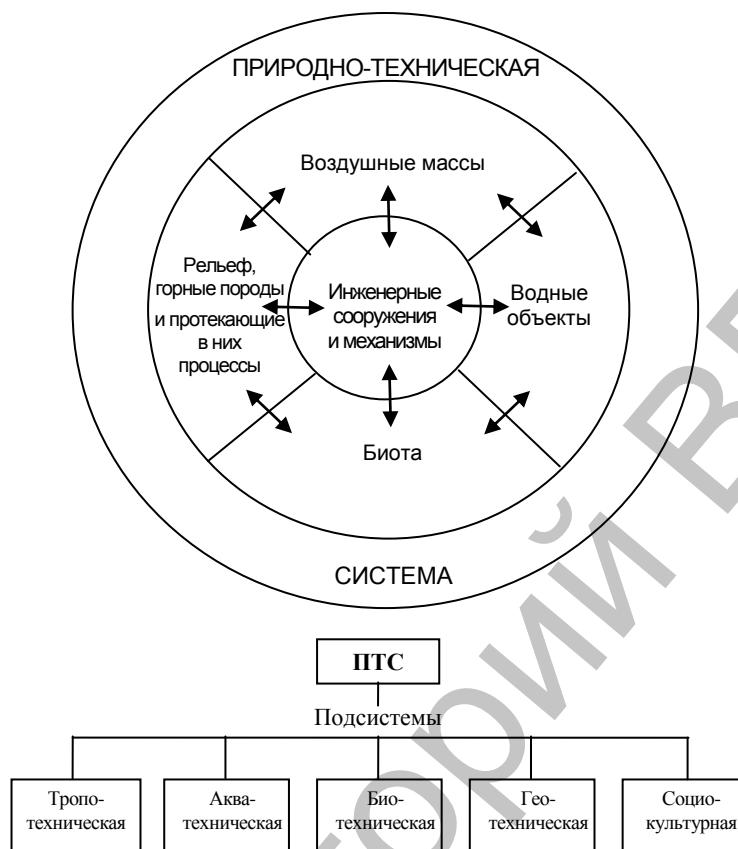 ПРИРОДНО-ТЕХНИЧЕСКАЯ
Воздушные массы
Рельеф,
горные породы
и протекающие
в них
процессы
Инженерные
сооружения
и механизмы
Водные
объекты
Биота
СИСТЕМА
ПТС
Подсистемы
Тропо-
техническая
Аква-
техническая
Био-
техническая
Гео-
техническая
Социо-
культурная